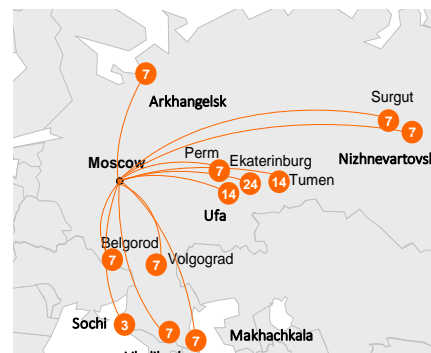 7
Arkhangelsk
Surgut
7
7
Nizhnevartovsk
Moscow
Perm
7
Ekaterinburg
24
14
Tumen
14
Ufa
Belgorod
7
7
Volgograd
Sochi
3
7
7
Makhachkala